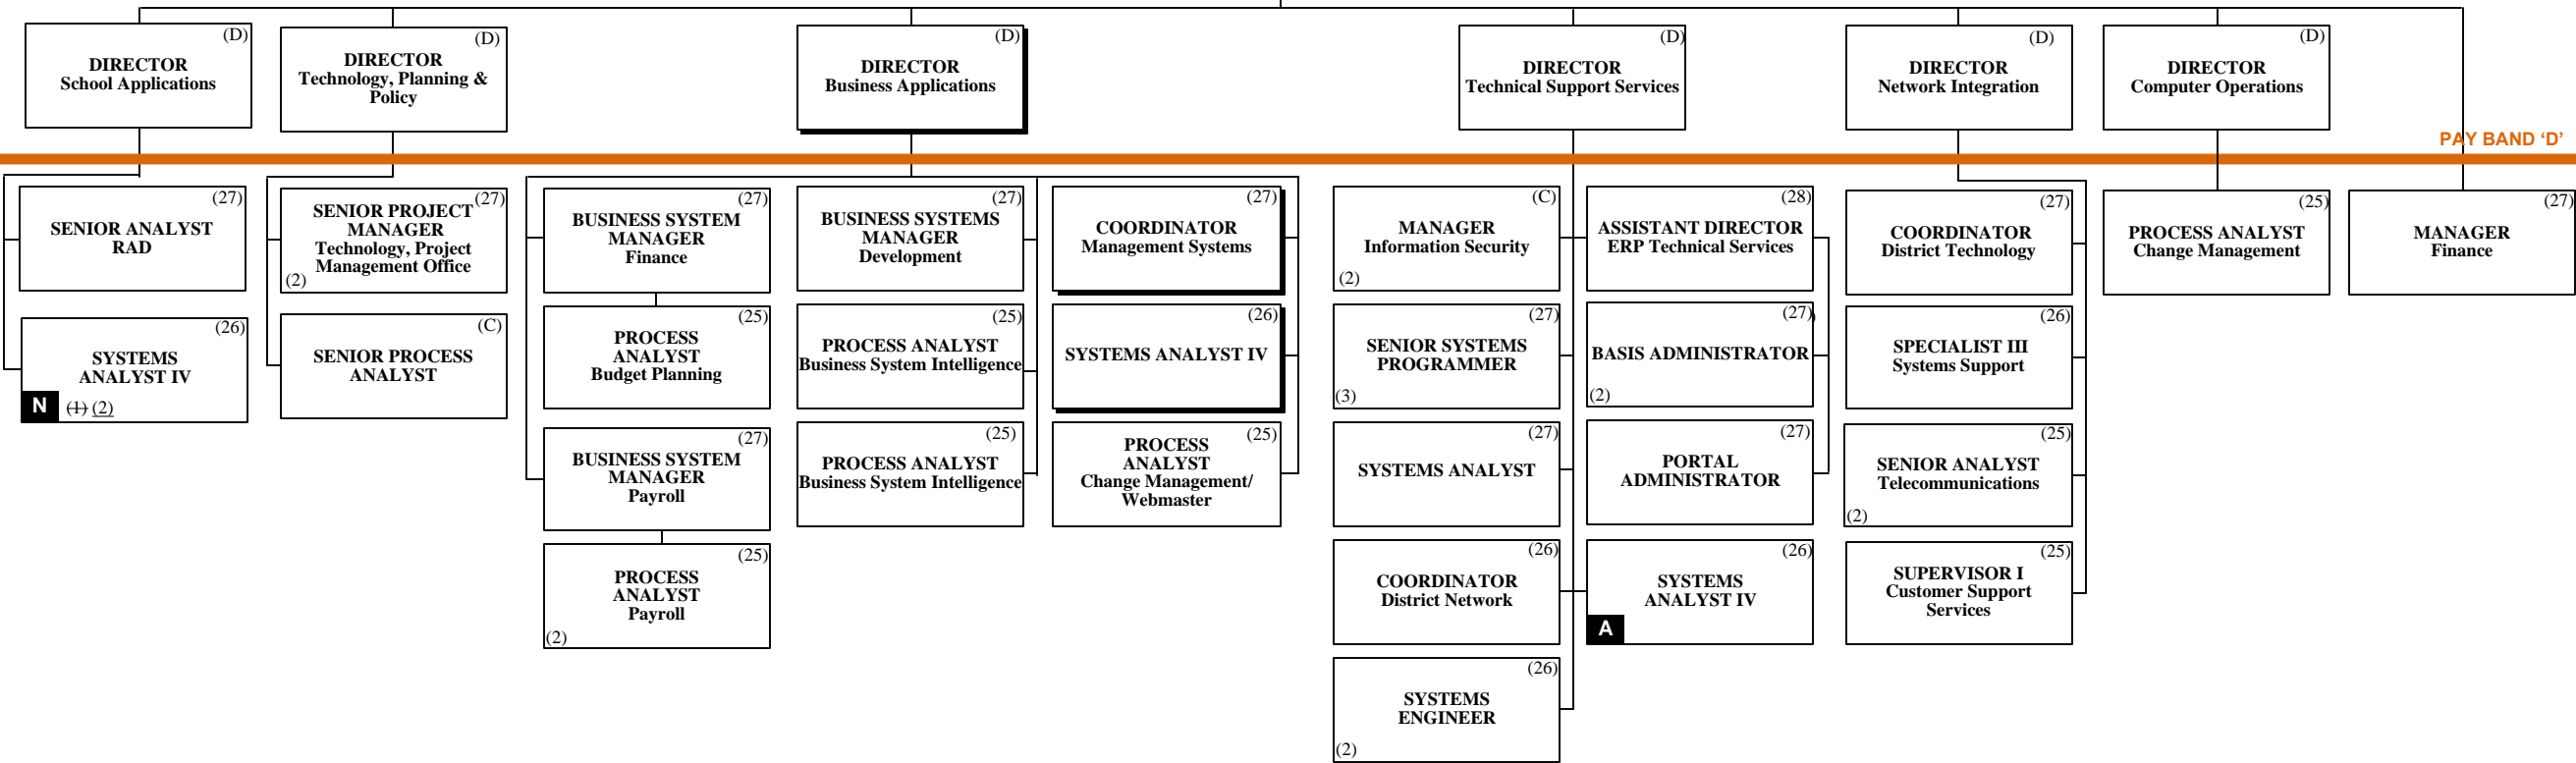 (D)
DIRECTOR
School Applications
(D)
DIRECTOR
Technology, Planning &
Policy
(D)
DIRECTOR
Business Applications
(D)
DIRECTOR
Technical Support Services
(D)
DIRECTOR
Network Integration
(D)
DIRECTOR
Computer Operations
PAY BAND ‘D’
(27)
SENIOR ANALYST
RAD
(26)
SYSTEMS
ANALYST IV
N (1) (2)
(27)
SENIOR PROJECT
MANAGER
Technology, Project
Management Office
(2)
(C)
SENIOR PROCESS
ANALYST
(27)
BUSINESS SYSTEM
MANAGER
Finance
(25)
PROCESS
ANALYST
Budget Planning
(27)
BUSINESS SYSTEM
MANAGER
Payroll
(25)
PROCESS
ANALYST
Payroll
(2)
(27)
BUSINESS SYSTEMS
MANAGER
Development
(25)
PROCESS ANALYST
Business System Intelligence
(25)
PROCESS ANALYST
Business System Intelligence
(27)
COORDINATOR
Management Systems
(26)
SYSTEMS ANALYST IV
(25)
PROCESS
ANALYST
Change Management/
Webmaster
(C)
MANAGER
Information Security
(2)
(27)
SENIOR SYSTEMS
PROGRAMMER
(3)
(27)
SYSTEMS ANALYST
(26)
COORDINATOR
District Network
(26)
SYSTEMS
ENGINEER
(2)
(28)
ASSISTANT DIRECTOR
ERP Technical Services
(27)
BASIS ADMINISTRATOR
(2)
(27)
PORTAL
ADMINISTRATOR
(26)
SYSTEMS
ANALYST IV
A
(27)
COORDINATOR
District Technology
(26)
SPECIALIST III
Systems Support
(25)
SENIOR ANALYST
Telecommunications
(2)
(25)
SUPERVISOR I
Customer Support
Services
(25)
PROCESS ANALYST
Change Management
(27)
MANAGER
Finance